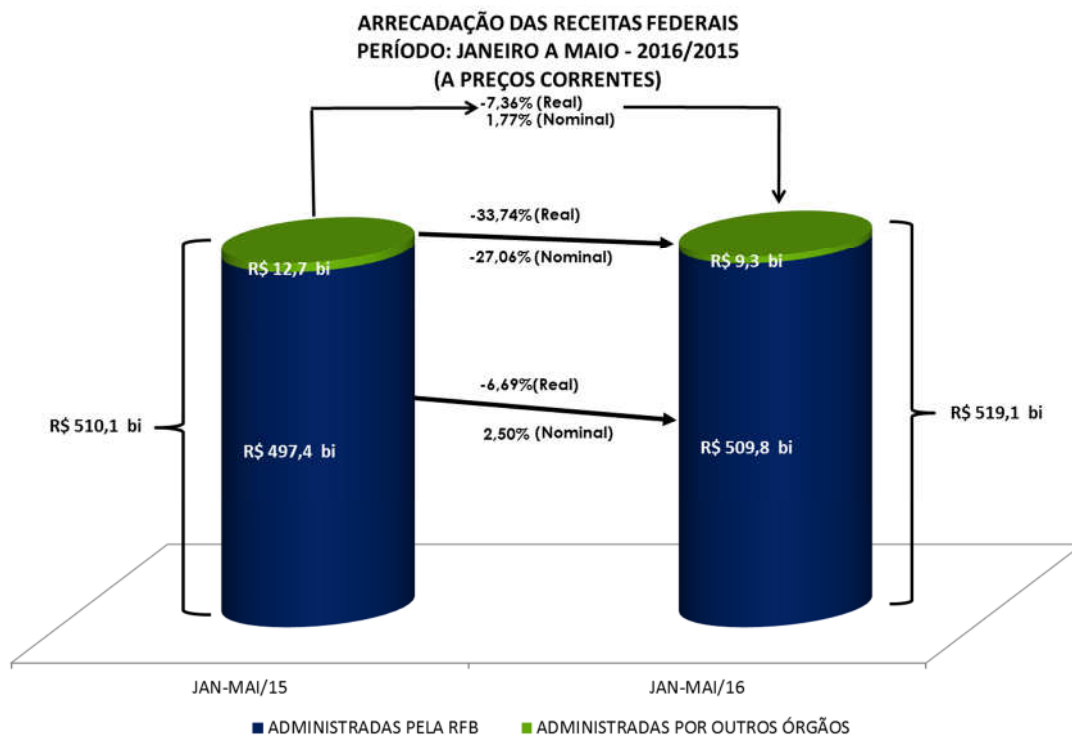 ARRECADAÇÃO DAS RECEITAS FEDERAIS
PERÍODO: JANEIRO A MAIO - 2016/2015
(A PREÇOS CORRENTES)
-7,36% (Real)
1,77% (Nominal)
-33,74% (Real)
-27,06% (Nominal)
R$ 12,7 bi
R$ 9,3 bi
-6,69%(Real)
2,50% (Nominal)
R$ 510,1 bi
R$ 497,4 bi
R$ 509,8 bi
R$ 519,1 bi
JAN-MAI/15
JAN-MAI/16
ADMINISTRADAS PELA RFB
ADMINISTRADAS POR OUTROS ÓRGÃOS